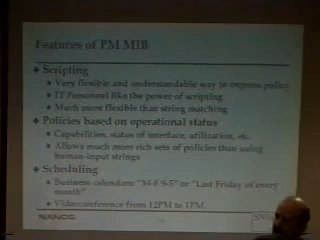 Features of PM MIB
Scripting
Very flexible and understandable way to express policy
IT Personnel like the power of scripting
Much more flexible than string matching
Policies based on operational status
Capabilities, status of interface, utilization, etc.
Allows much more rich sets of policies than using
human-input strings
Scheduling
Business calendars: "M-F 9-5" or "Last Friday of every
month"
Videoconference from 12PM to 1PM.
NANOG